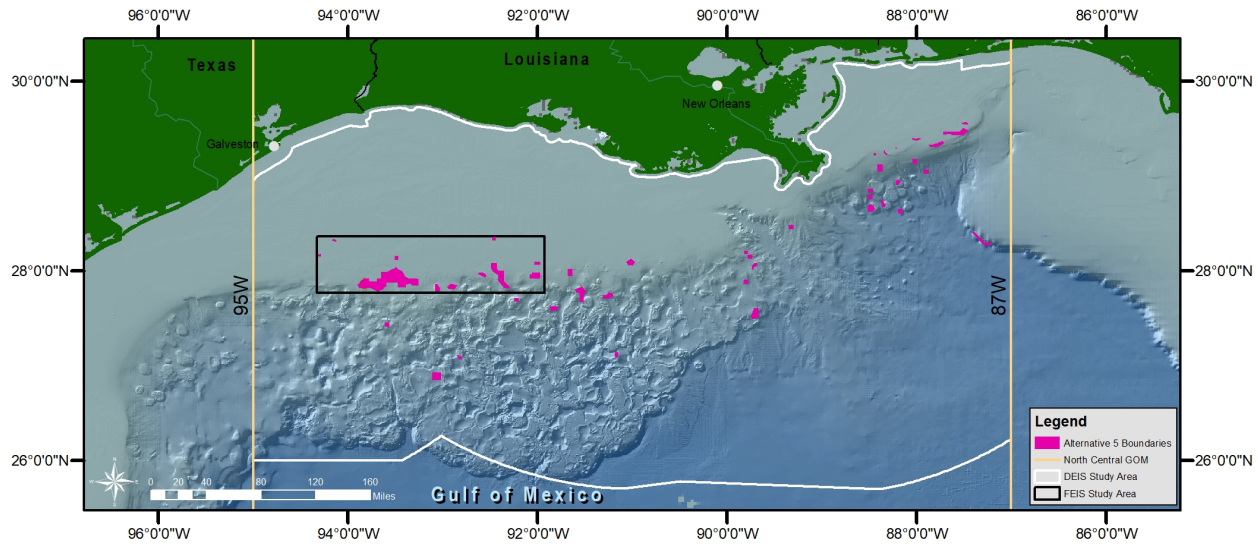 96°0'0"W 94°0'0"W 92°0'0"W 90°0'0"W 88°0'0"W 86°0'0"W
Texas
Louisiana
30°0'0"N 30°0'0"N
New Orleans
Galveston
28°0'0"N 28°0'0"N
95W 87W
Legend
Alternative 5 Boundaries
North Central GOM
DEIS Study Area
FEIS Study Area
26°0'0"N 26°0'0"N
N
W E
S
0 20 40 80 120 160
Miles
Gulf of Mexico
96°0'0"W 94°0'0"W 92°0'0"W 90°0'0"W 88°0'0"W 86°0'0"W